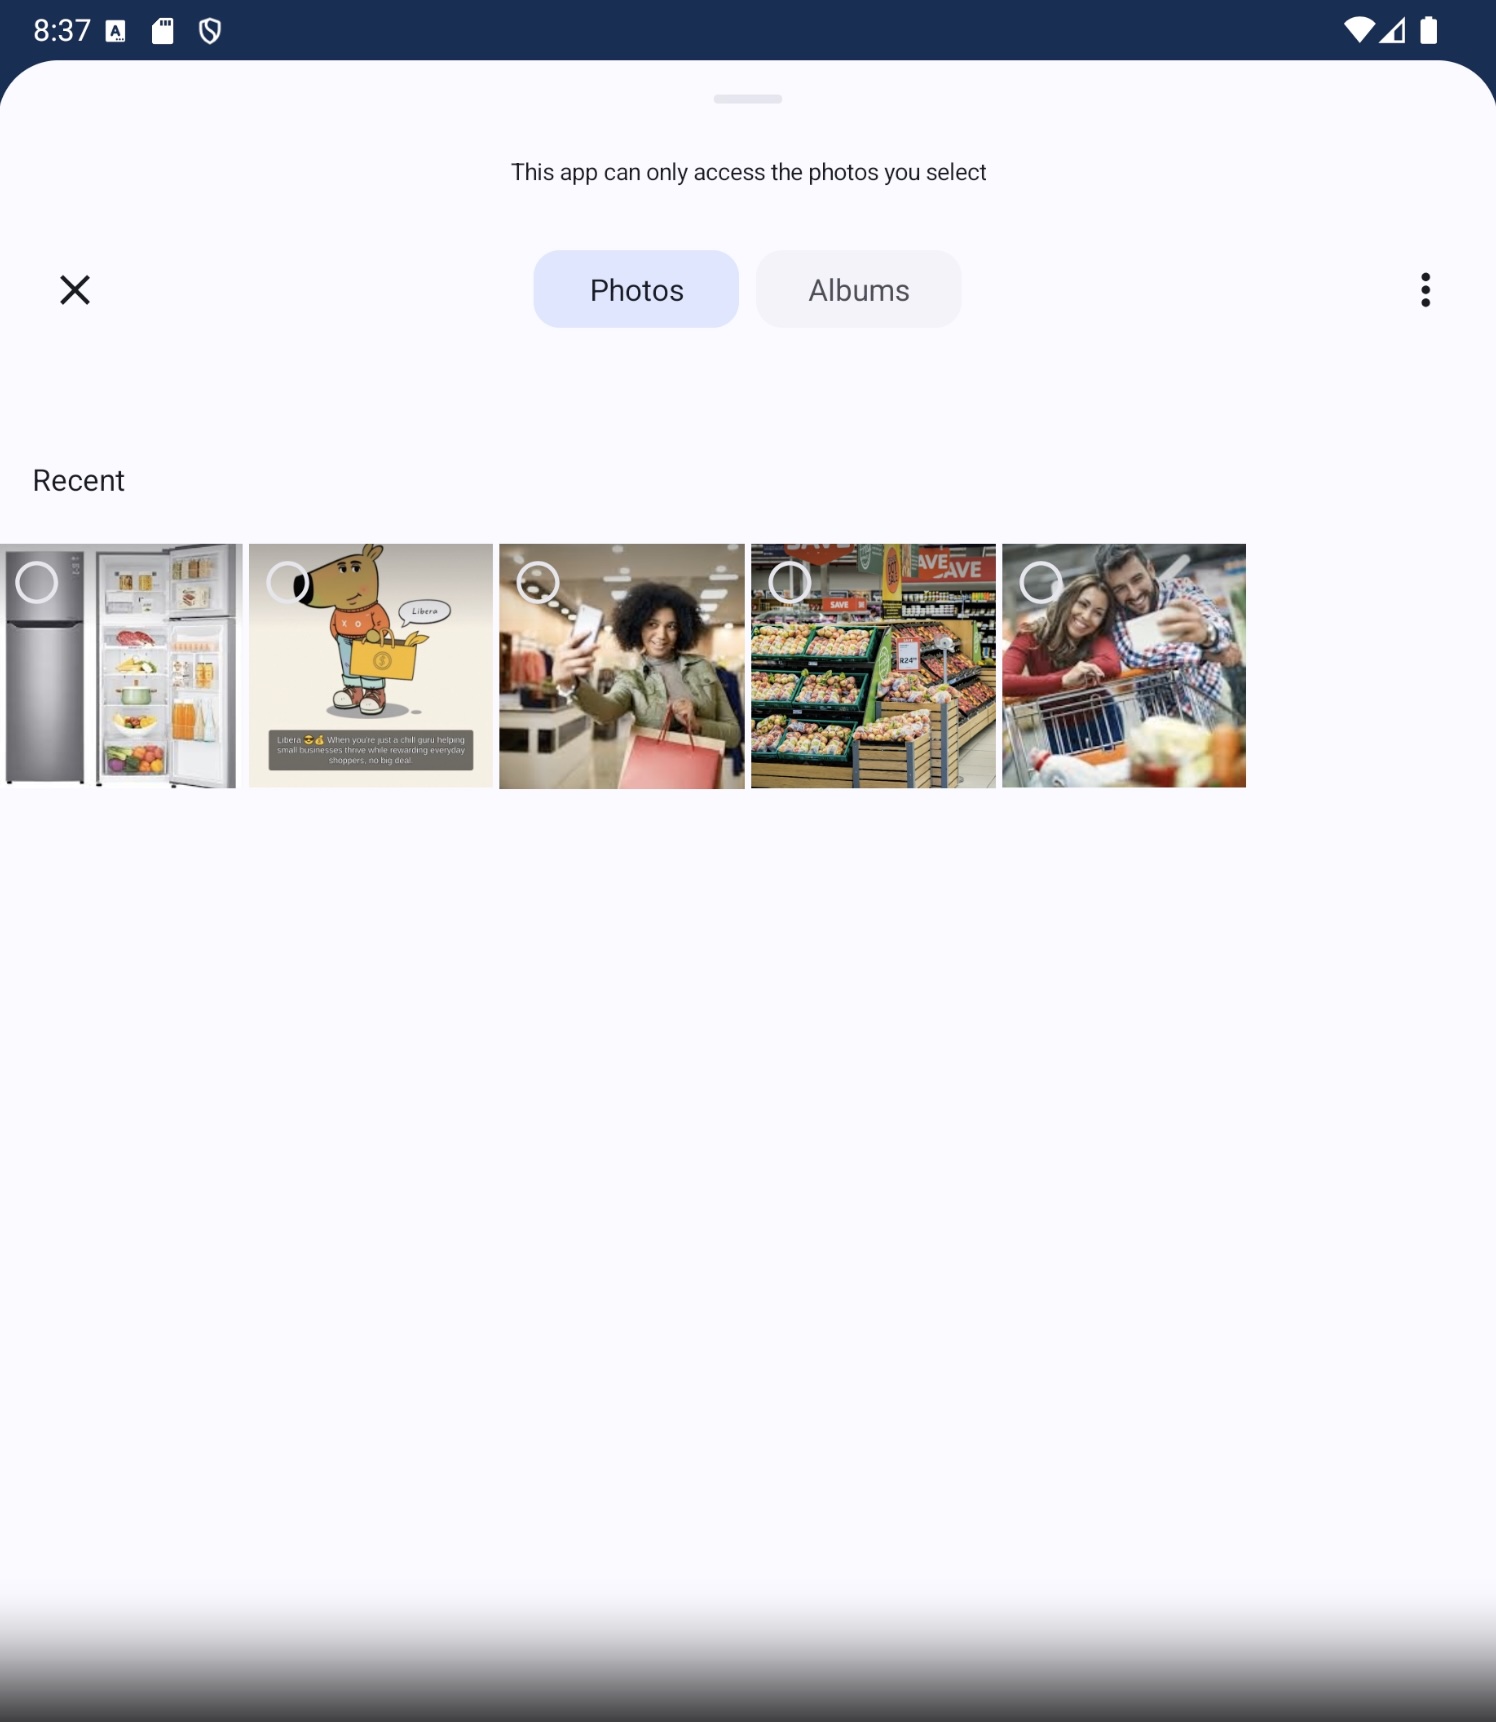 8:37
This app can only access the photos you select
Photos
Albums
Recent
Libera
Libera 😎💰 When you're just a chill guru helping
small businesses thrive while rewarding everyday
shoppers, no big deal.
SAVE
AVE
AVE
SAVE
R24